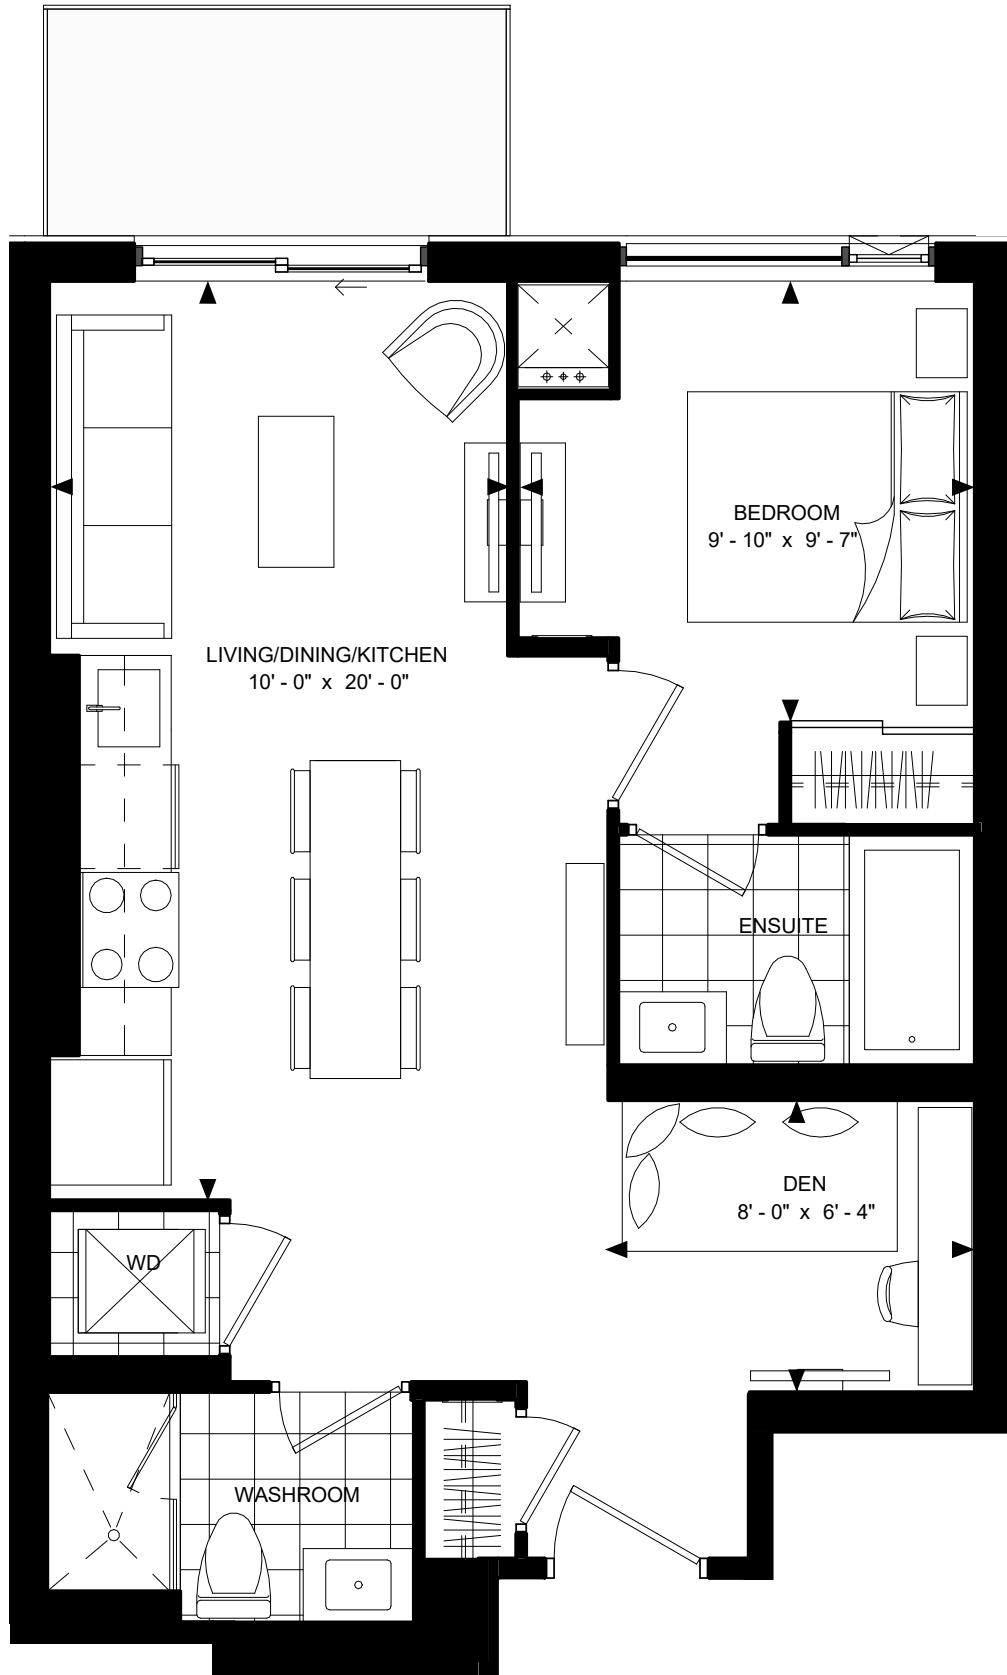 BEDROOM
9' - 10" x 9' - 7"
LIVING/DINING/KITCHEN
10' - 0" x 20' - 0"
ENSUITE
DEN
8' - 0" x 6' - 4"
WD
WASHROOM